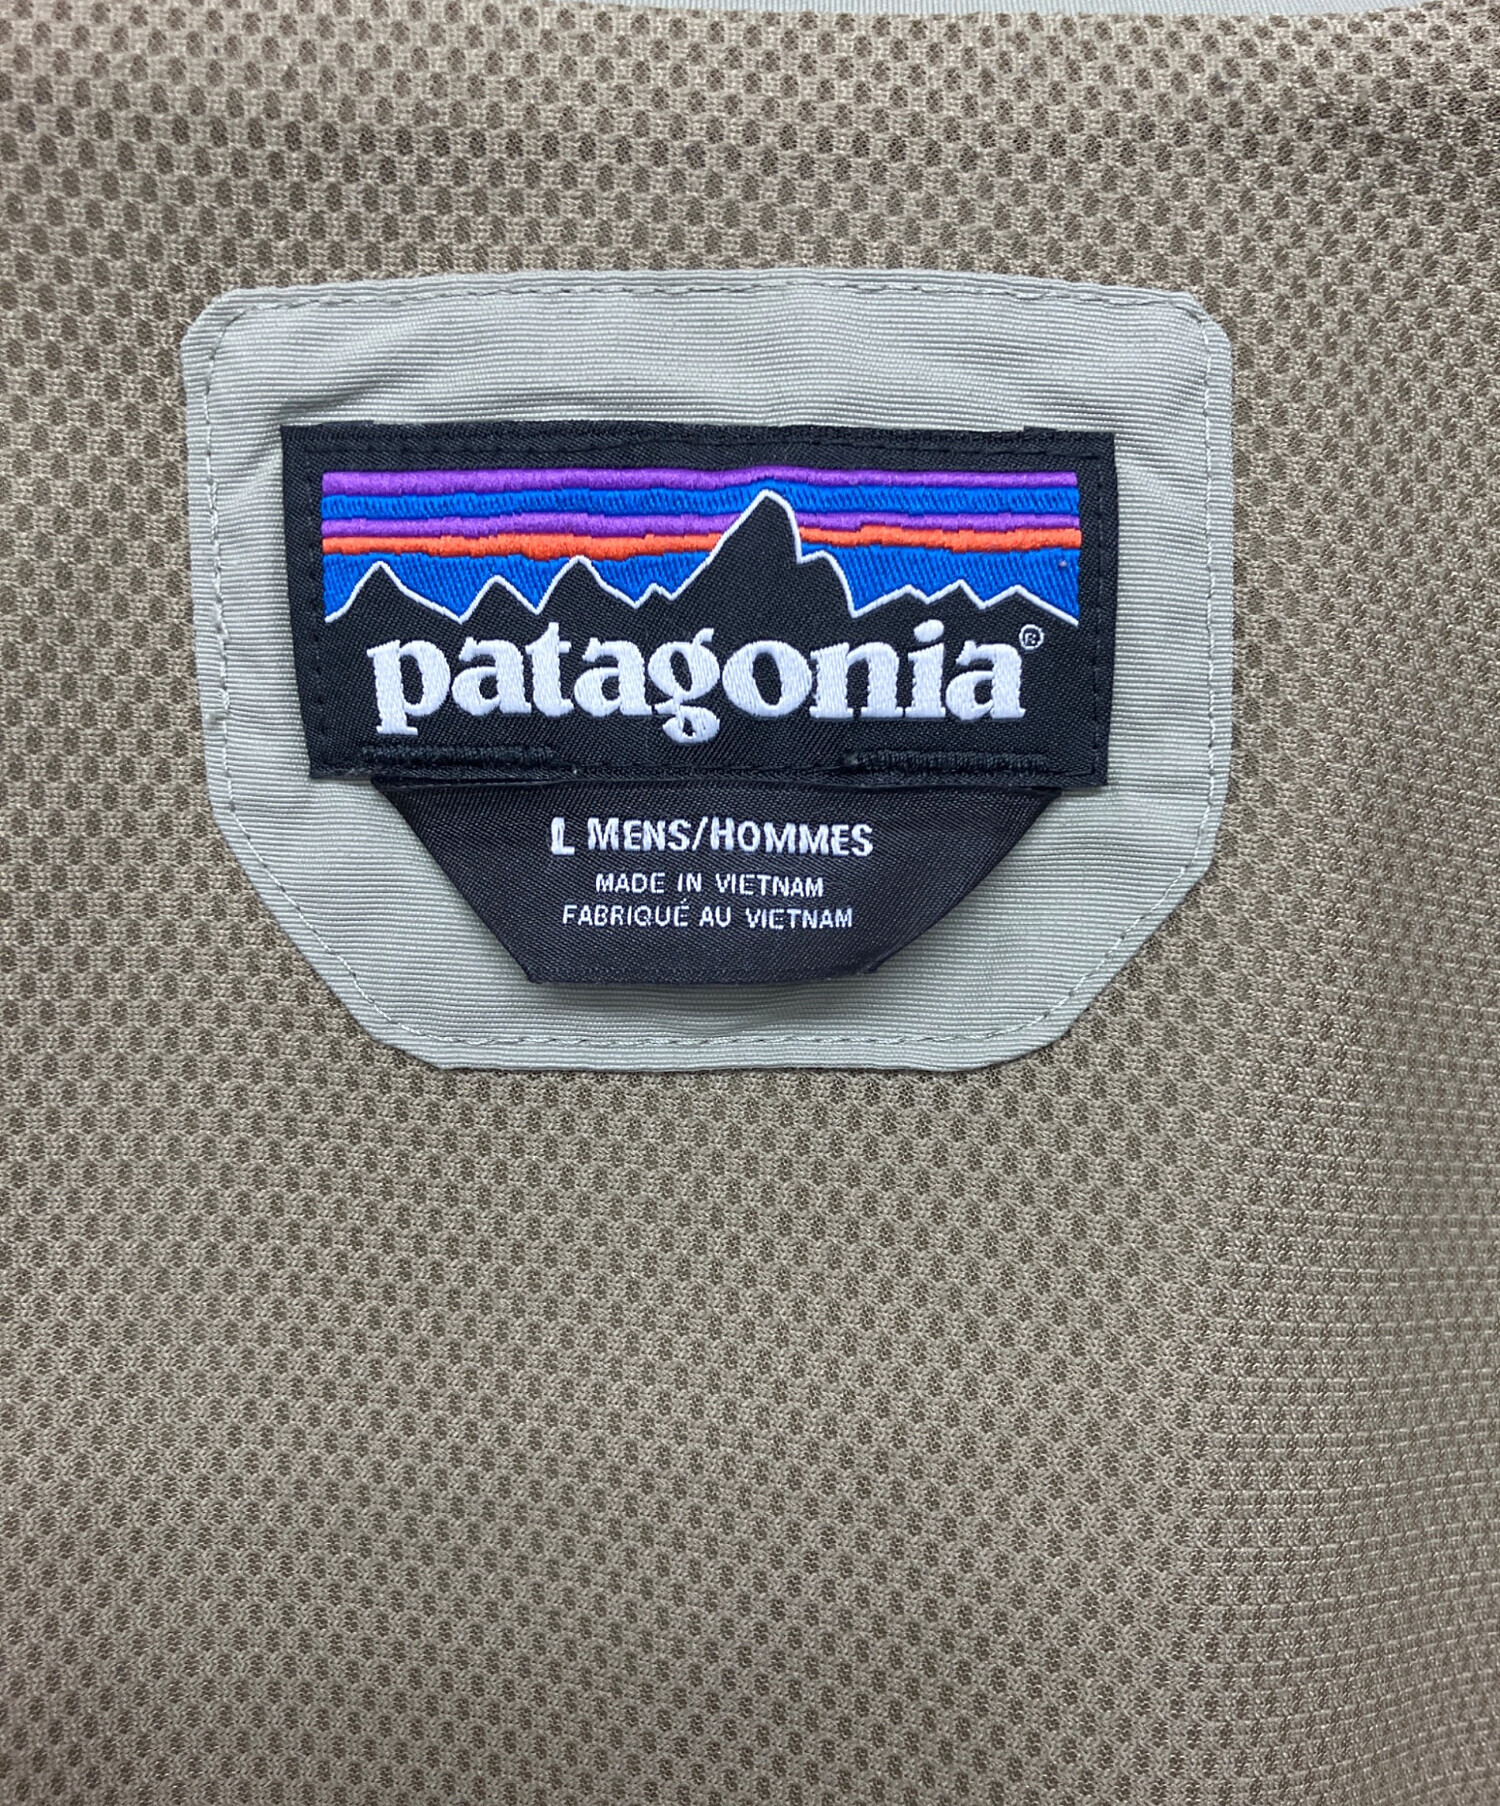 patagonia®
L MENS/HOMMES
MADE IN VIETNAM
FABRIQUÉ AU VIETNAM